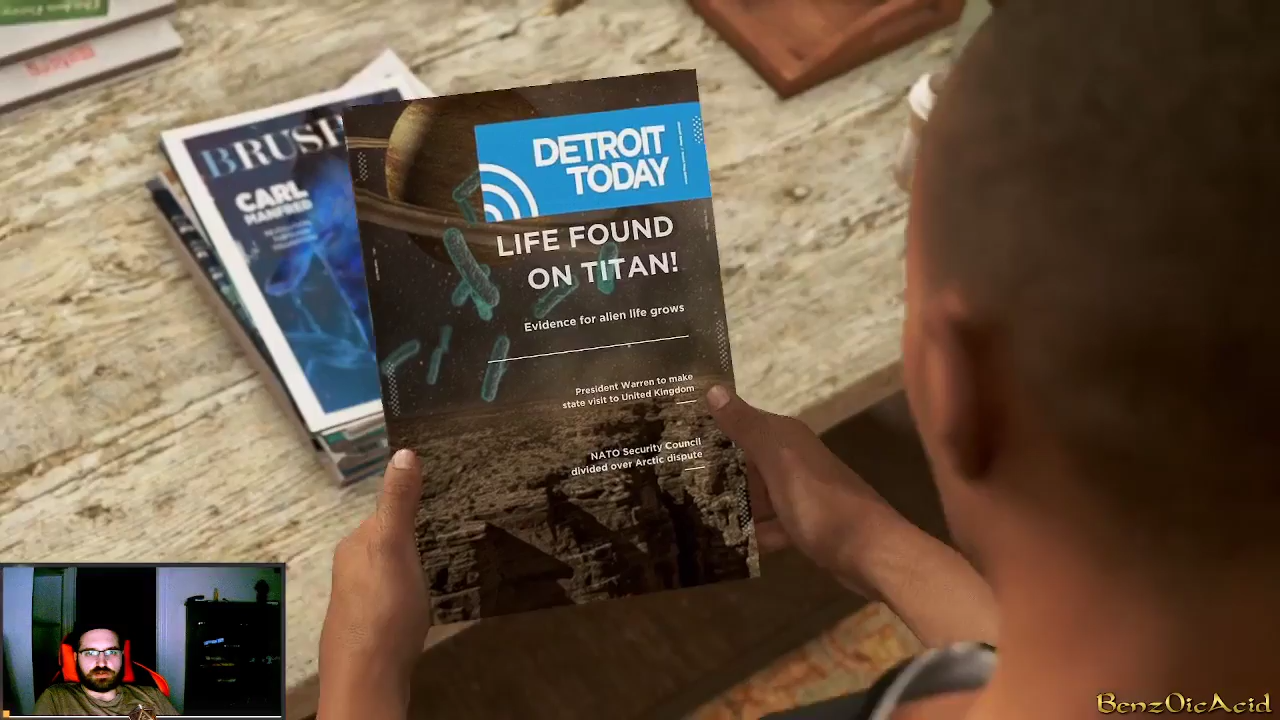 BRUSH
CARL
MANFRED
DETROIT
TODAY
LIFE FOUND
ON TITAN!
Evidence for alien life grows
President Warren to make
state visit to United Kingdom
NATO Security Council
divided over Arctic dispute
Benz0icAcid